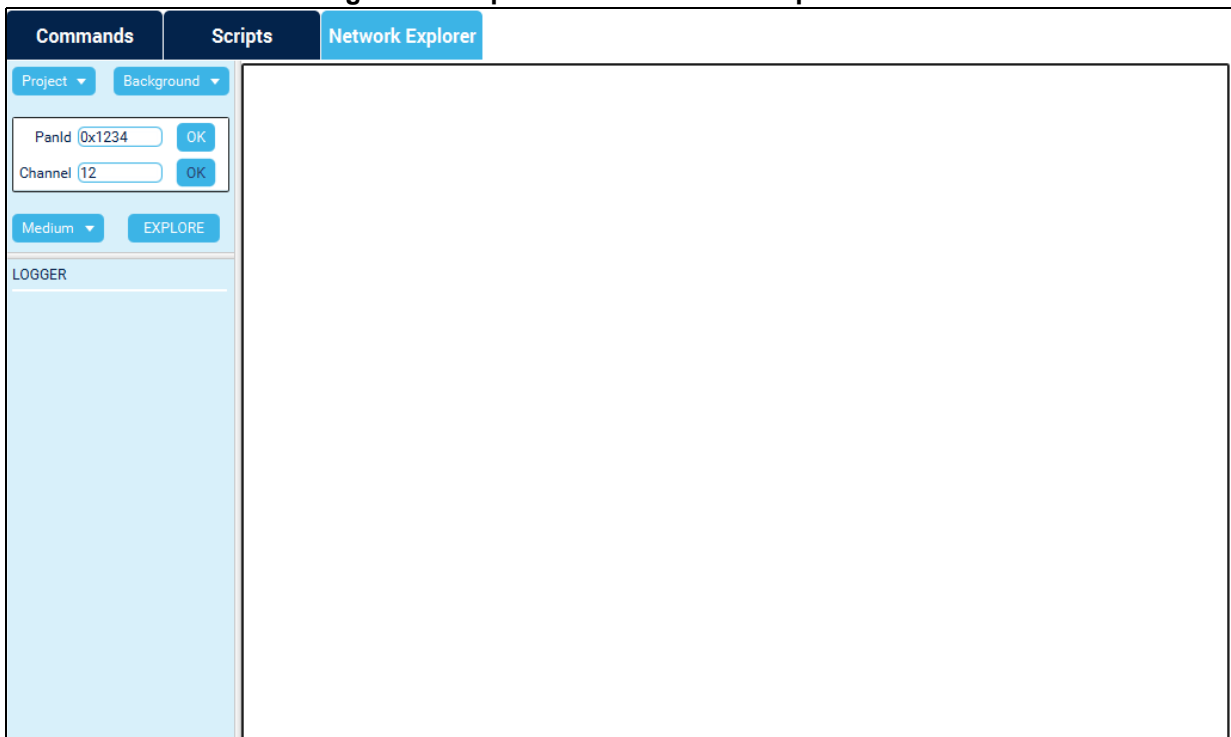 Commands Scripts Network Explorer
Project Background
PanId 0x1234 OK
Channel 12 OK
Medium EXPLORE
LOGGER